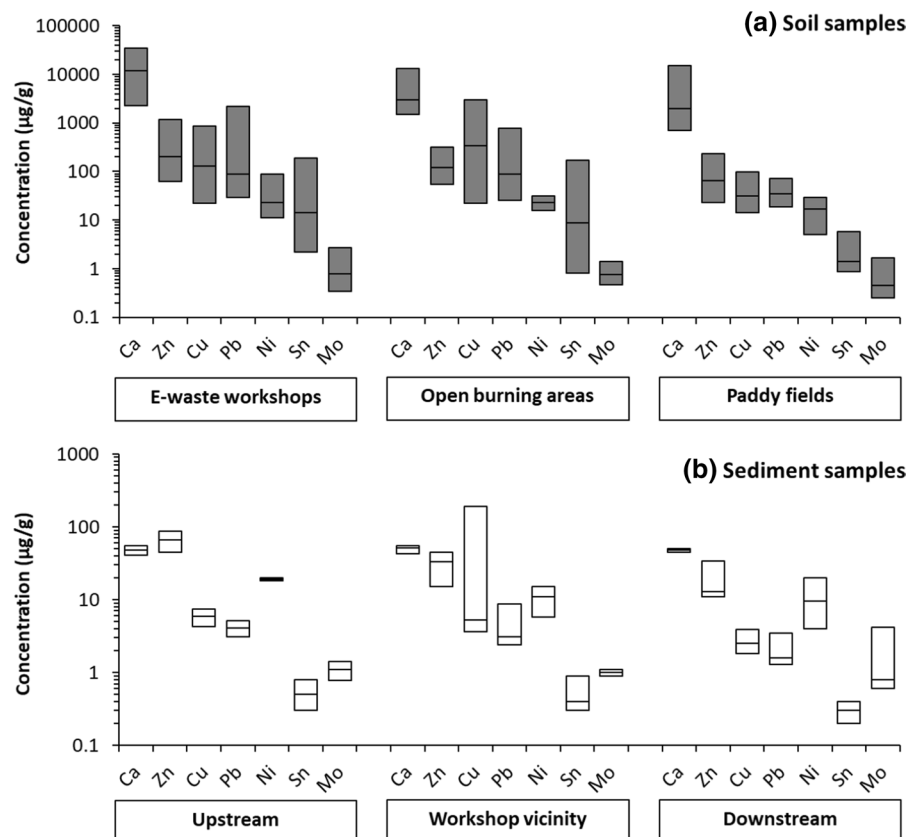 (a) Soil samples
Concentration (µg/g)
100000
10000
1000
100
10
1
0.1
Ca Zn Cu Pb Ni Sn Mo Ca Zn Cu Pb Ni Sn Mo Ca Zn Cu Pb Ni Sn Mo
E-waste workshops Open burning areas Paddy fields
(b) Sediment samples
Concentration (µg/g)
1000
100
10
1
0.1
Ca Zn Cu Pb Ni Sn Mo Ca Zn Cu Pb Ni Sn Mo Ca Zn Cu Pb Ni Sn Mo
Upstream Workshop vicinity Downstream